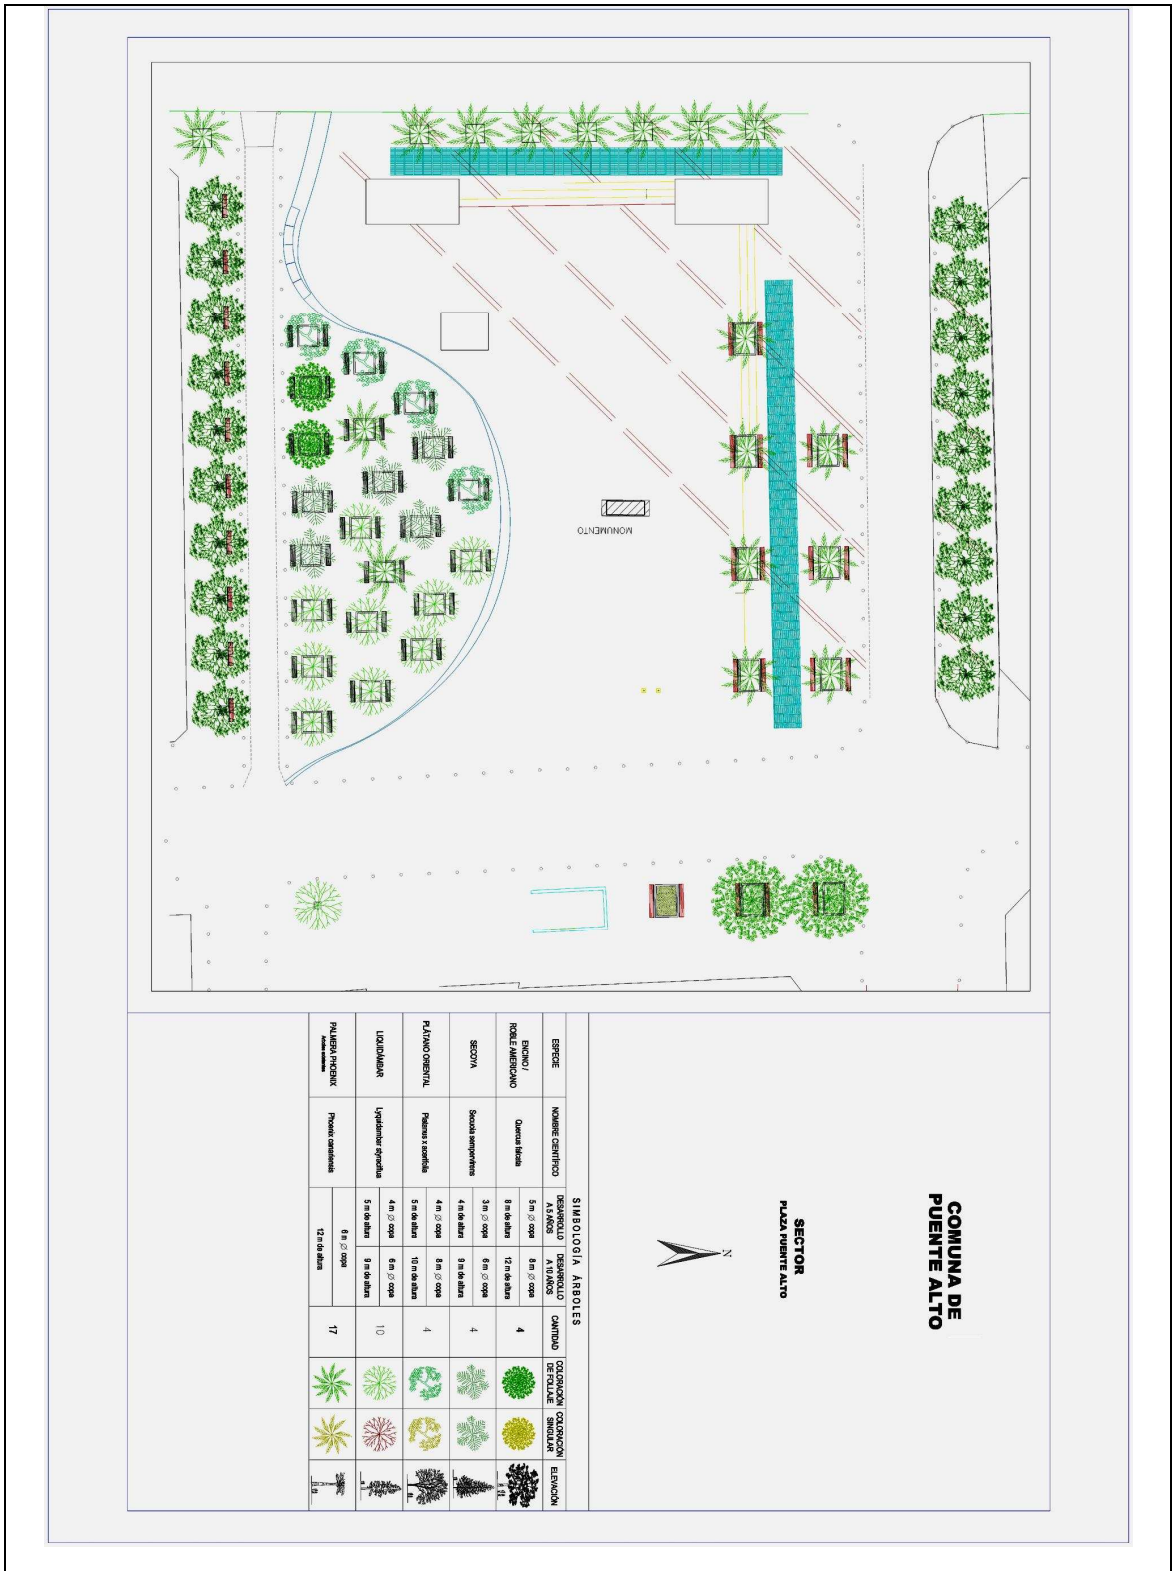 COMUNA DE
PUENTE ALTO
SECTOR
PLAZA PUENTE ALTO
N
MONUMENTO
SIMBOLOGÍA ÁRBOLES
ESPECIE NOMBRE CIENTÍFICO DESARROLLO A 5 AÑOS DESARROLLO A 10 AÑOS CANTIDAD COLORACIÓN DE FOLLAJE COLORACIÓN SINGULAR ELEVACIÓN
ENCINO / ROBLE AMERICANO Quercus falcata 5 m Ø copa 8 m Ø copa 4
8 m de altura 12 m de altura
SECOYA Secuoia sempervirens 3 m Ø copa 6 m Ø copa 4
4 m de altura 9 m de altura
PLÁTANO ORIENTAL Platanus x acerifolia 4 m Ø copa 8 m Ø copa 4
5 m de altura 10 m de altura
LIQUIDÁMBAR Lyquidambar styraciflua 4 m Ø copa 6 m Ø copa 10
5 m de altura 9 m de altura
PALMERA PHOENIX Phoenix canariensis 6 m Ø copa 17
12 m de altura